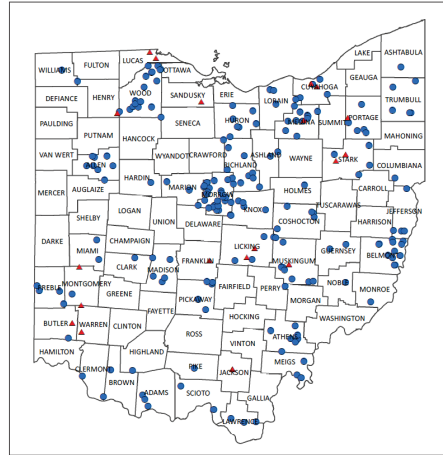 LAKE
ASHTABULA
LUCAS
WILLIAMS
FULTON
OTTAWA
GEAUGA
CUYAHOGA
SANDUSKY
ERIE
LORAIN
TRUMBULL
DEFIANCE
HENRY
WOOD
HURON
MEDINA
SUMMIT
PORTAGE
PAULDING
SENECA
MAHONING
PUTNAM
HANCOCK
VAN WERT
ALLEN
WYANDOT
CRAWFORD
RICHLAND
ASHLAND
WAYNE
STARK
COLUMBIANA
MERCER
AUGLAIZE
HARDIN
MARION
MORROW
HOLMES
CARROLL
TUSCARAWAS
JEFFERSON
LOGAN
SHELBY
UNION
DELAWARE
KNOX
COSHOCTON
HARRISON
DARKE
MIAMI
CHAMPAIGN
LICKING
GUERNSEY
BELMONT
CLARK
MADISON
FRANKLIN
MUSKINGUM
PREBLE
MONTGOMERY
GREENE
FAIRFIELD
PERRY
NOBLE
MONROE
PICKAWAY
MORGAN
FAYETTE
HOCKING
WASHINGTON
BUTLER
WARREN
CLINTON
ROSS
ATHENS
HAMILTON
HIGHLAND
VINTON
MEIGS
CLERMONT
PIKE
JACKSON
BROWN
ADAMS
SCIOTO
GALLIA
LAWRENCE